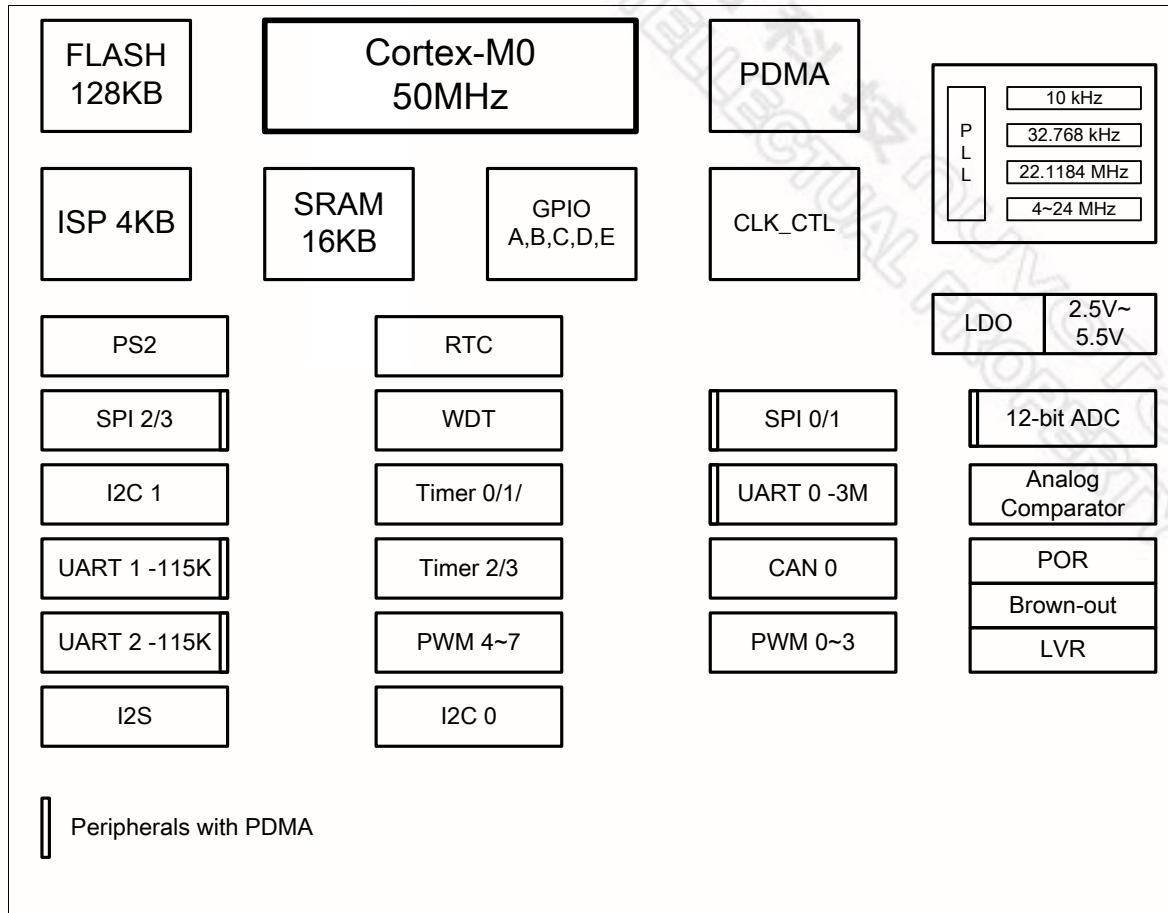 FLASH
128KB
Cortex-M0
50MHz
PDMA
P
L
L
10 kHz
32.768 kHz
22.1184 MHz
4~24 MHz
ISP 4KB
SRAM
16KB
GPIO
A,B,C,D,E
CLK_CTL
LDO
2.5V~
5.5V
PS2
RTC
SPI 2/3
WDT
SPI 0/1
12-bit ADC
I2C 1
Timer 0/1/
UART 0 -3M
Analog
Comparator
UART 1 -115K
Timer 2/3
CAN 0
POR
Brown-out
LVR
UART 2 -115K
PWM 4~7
PWM 0~3
I2S
I2C 0
Peripherals with PDMA